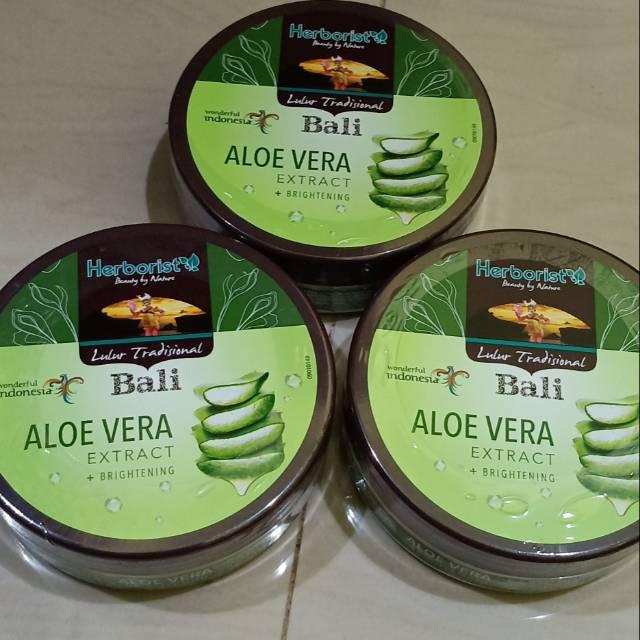 Herborist
Beauty by Nature
Lulur Tradisional
wonderful
indonesia
Bali
ALOE VERA
EXTRACT
+ BRIGHTENING
Herborist
Beauty by Nature
Lulur Tradisional
wonderful
indonesia
Bali
ALOE VERA
EXTRACT
+ BRIGHTENING
ALOE VERA
Herborist
Beauty by Nature
Lulur Tradisional
wonderful
indonesia
Bali
ALOE VERA
EXTRACT
+ BRIGHTENING
ALOE VERA